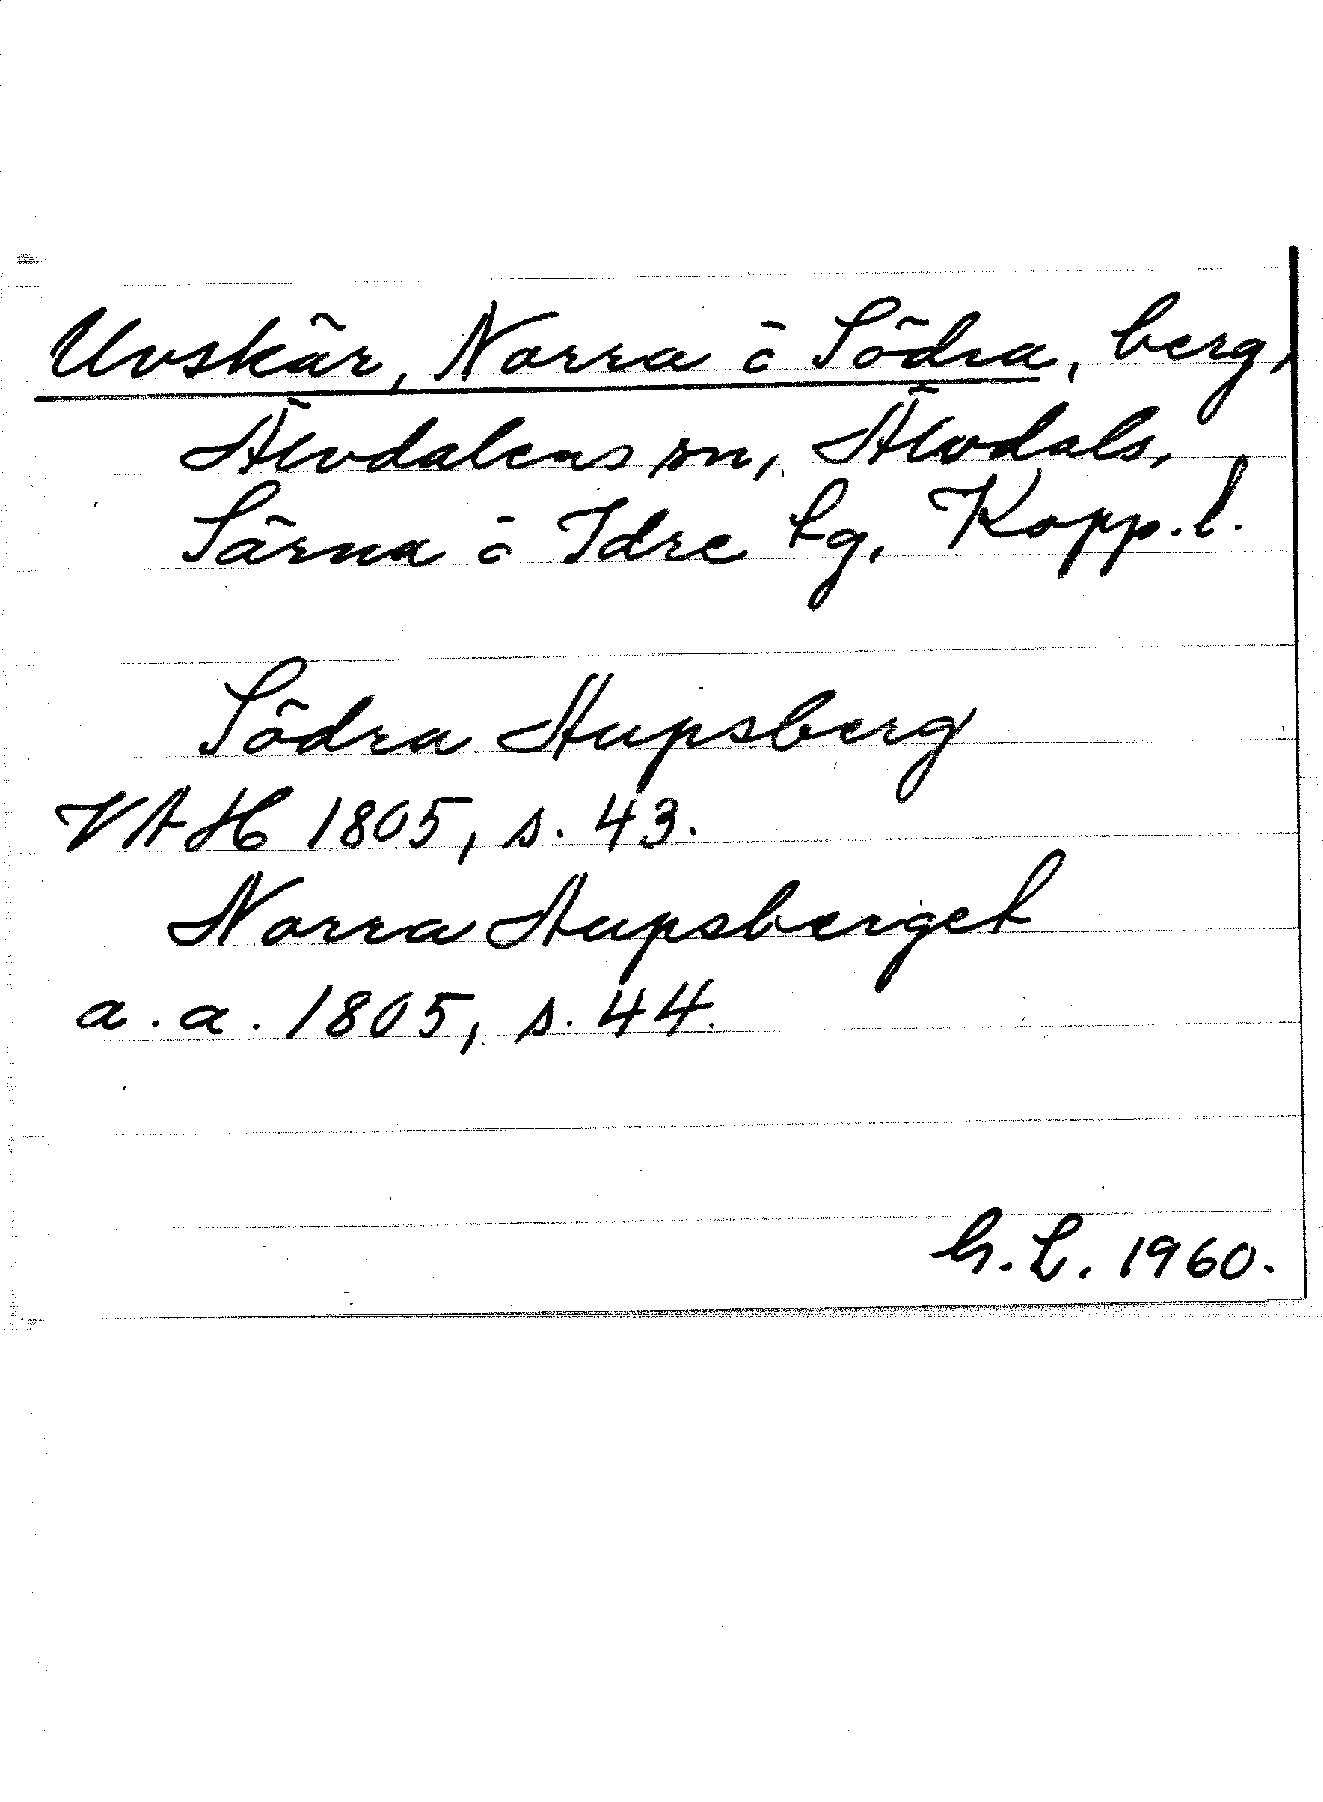 Uvskär, Norra o Södra, berg,
Älvdalens sn, Älvdals,
Särna o Idre tg, Kopp. l.
Södra Hupsberg
VAH 1805, s. 43.
Norra Hupsberget
a. a. 1805, s. 44.
G. L. 1960.